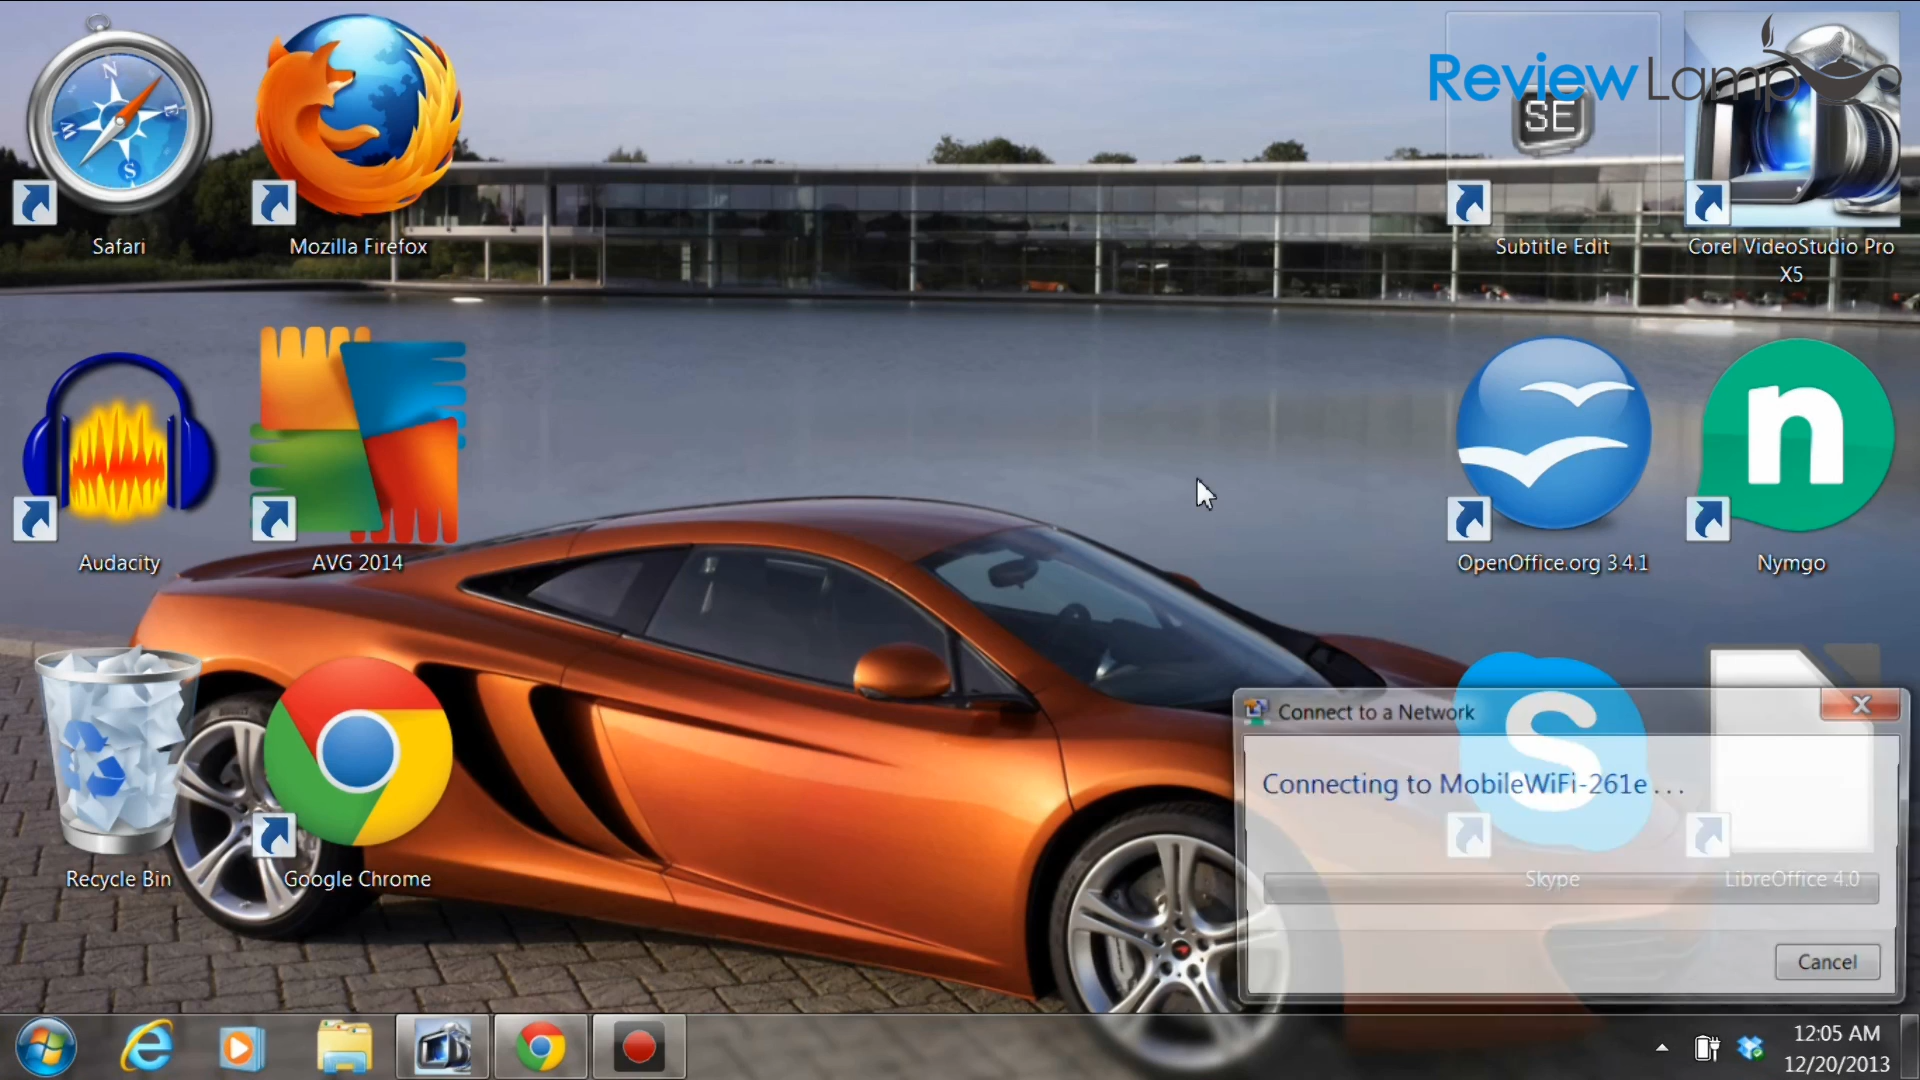 ReviewLamp
N
E
S
W
SE
Safari
Mozilla Firefox
Subtitle Edit
Corel VideoStudio Pro
X5
n
Audacity
AVG 2014
OpenOffice.org 3.4.1
Nymgo
Connect to a Network
S
Connecting to MobileWiFi-261e . . .
Recycle Bin
Google Chrome
Skype
LibreOffice 4.0
Cancel
12:05 AM
12/20/2013